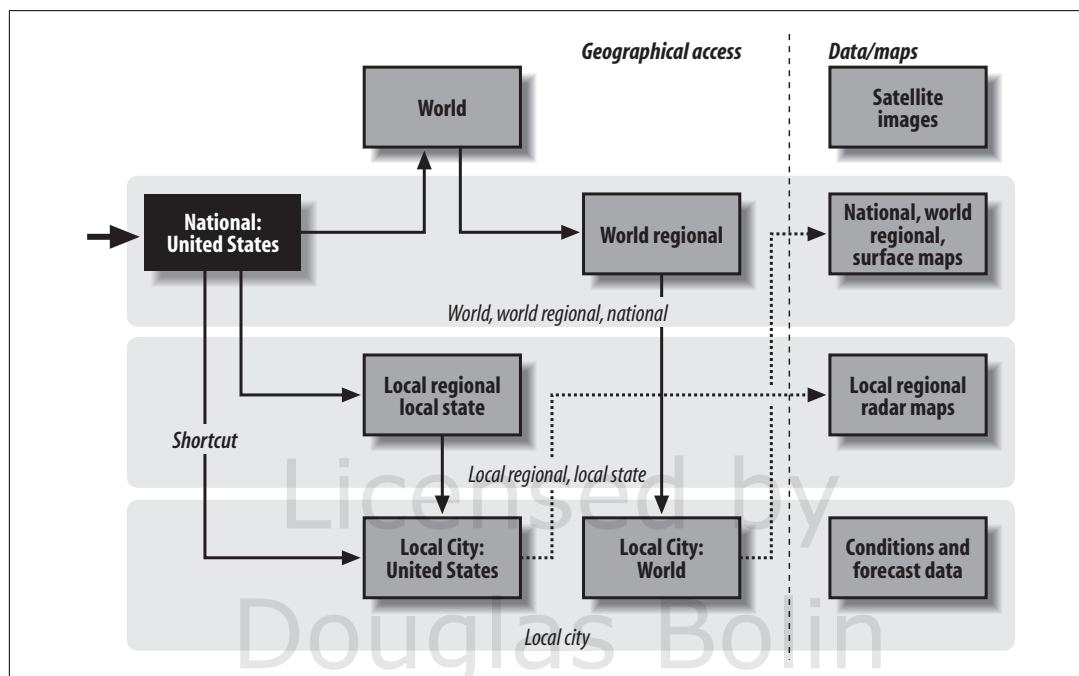 Geographical access
Data/maps
World
Satellite
images
National:
United States
World regional
National, world
regional,
surface maps
World, world regional, national
Local regional
local state
Local regional
radar maps
Shortcut
Local regional, local state
Licensed by
Local City:
United States
Local City:
World
Conditions and
forecast data
Douglas Bolin
Local city